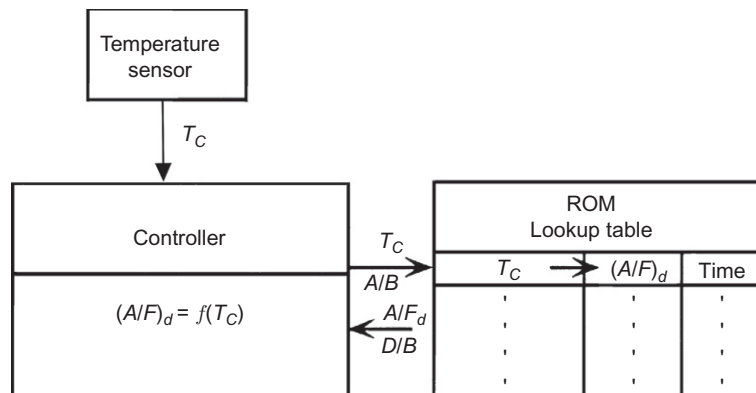 Temperature
sensor
T_C
Controller
(A/F)_d = f(T_C)
T_C
A/B
A/F_d
D/B
ROM
Lookup table
T_C (A/F)_d Time